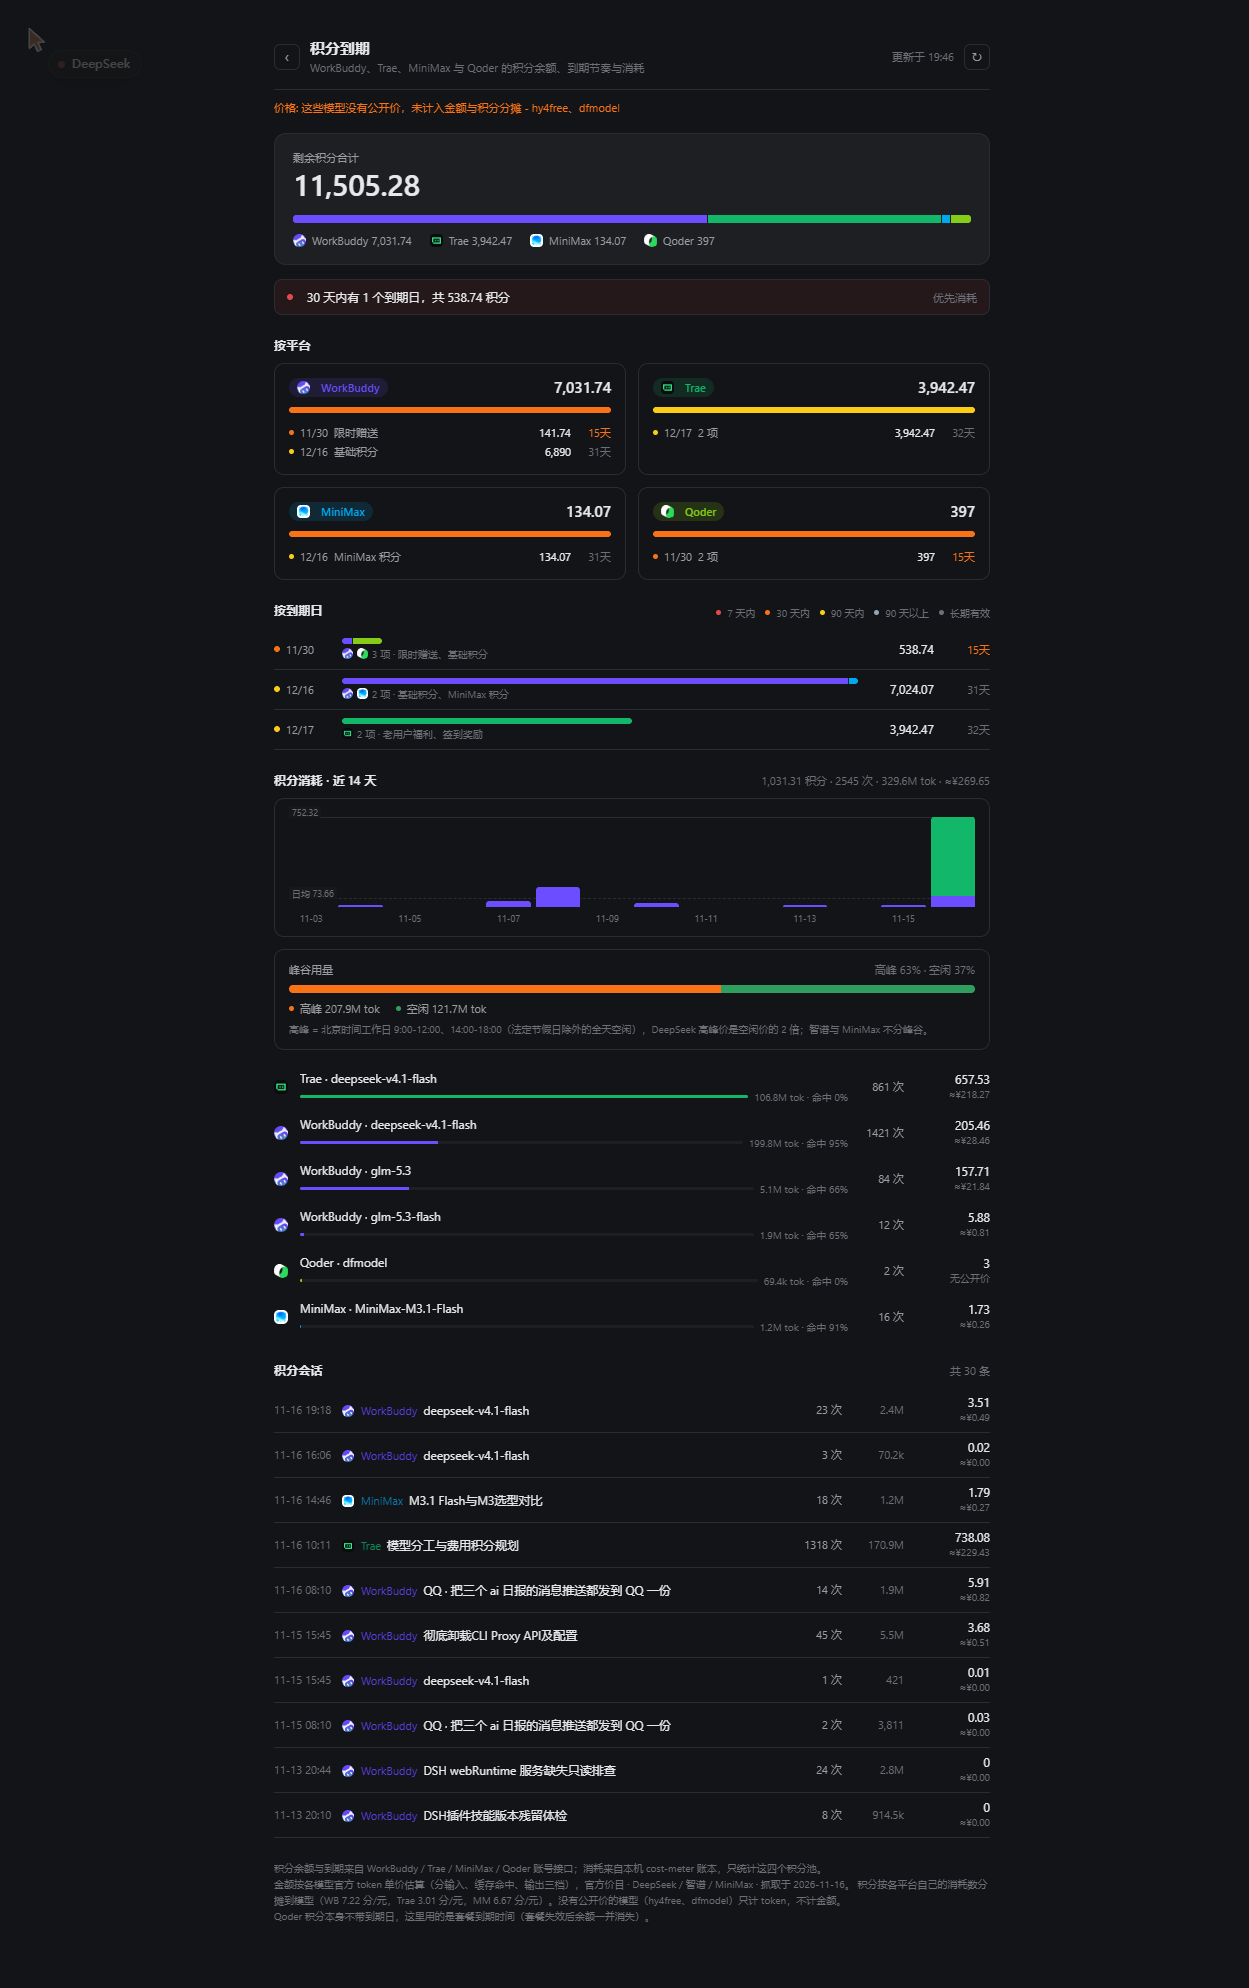 DeepSeek
‹
积分到期
WorkBuddy、Trae、MiniMax 与 Qoder 的积分余额、到期节奏与消耗
更新于 19:46
↻
价格: 这些模型没有公开价，未计入金额与积分分摊 - hy4free、dfmodel
剩余积分合计
11,505.28
WorkBuddy 7,031.74 Trae 3,942.47 MiniMax 134.07 Qoder 397
30 天内有 1 个到期日，共 538.74 积分 优先消耗
按平台
WorkBuddy 7,031.74
11/30 限时赠送 141.74 15天
12/16 基础积分 6,890 31天
Trae 3,942.47
12/17 2 项 3,942.47 32天
MiniMax 134.07
12/16 MiniMax 积分 134.07 31天
Qoder 397
11/30 2 项 397 15天
按到期日 7 天内 30 天内 90 天内 90 天以上 长期有效
11/30 538.74 15天
3 项 · 限时赠送、基础积分
12/16 7,024.07 31天
2 项 · 基础积分、MiniMax 积分
12/17 3,942.47 32天
2 项 · 老用户福利、签到奖励
积分消耗 · 近 14 天 1,031.31 积分 · 2545 次 · 329.6M tok · ≈¥269.65
752.32
日均 73.66
11-03 11-05 11-07 11-09 11-11 11-13 11-15
峰谷用量 高峰 63% · 空闲 37%
高峰 207.9M tok 空闲 121.7M tok
高峰 = 北京时间工作日 9:00-12:00、14:00-18:00（法定节假日除外的全天空闲），DeepSeek 高峰价是空闲价的 2 倍；智谱与 MiniMax 不分峰谷。
Trae · deepseek-v4.1-flash 657.53
106.8M tok · 命中 0% 861 次 ≈¥218.27
WorkBuddy · deepseek-v4.1-flash 205.46
199.8M tok · 命中 95% 1421 次 ≈¥28.46
WorkBuddy · glm-5.3 157.71
5.1M tok · 命中 66% 84 次 ≈¥21.84
WorkBuddy · glm-5.3-flash 5.88
1.9M tok · 命中 65% 12 次 ≈¥0.81
Qoder · dfmodel 3
69.4k tok · 命中 0% 2 次 无公开价
MiniMax · MiniMax-M3.1-Flash 1.73
1.2M tok · 命中 91% 16 次 ≈¥0.26
积分会话 共 30 条
11-16 19:18 WorkBuddy deepseek-v4.1-flash 23 次 2.4M 3.51
≈¥0.49
11-16 16:06 WorkBuddy deepseek-v4.1-flash 3 次 70.2k 0.02
≈¥0.00
11-16 14:46 MiniMax M3.1 Flash与M3选型对比 18 次 1.2M 1.79
≈¥0.27
11-16 10:11 Trae 模型分工与费用积分规划 1318 次 170.9M 738.08
≈¥229.43
11-16 08:10 WorkBuddy QQ · 把三个 ai 日报的消息推送都发到 QQ 一份 14 次 1.9M 5.91
≈¥0.82
11-15 15:45 WorkBuddy 彻底卸载CLI Proxy API及配置 45 次 5.5M 3.68
≈¥0.51
11-15 15:45 WorkBuddy deepseek-v4.1-flash 1 次 421 0.01
≈¥0.00
11-15 08:10 WorkBuddy QQ · 把三个 ai 日报的消息推送都发到 QQ 一份 2 次 3,811 0.03
≈¥0.00
11-13 20:44 WorkBuddy DSH webRuntime 服务缺失只读排查 24 次 2.8M 0
≈¥0.00
11-13 20:10 WorkBuddy DSH插件技能版本残留体检 8 次 914.5k 0
≈¥0.00
积分余额与到期来自 WorkBuddy / Trae / MiniMax / Qoder 账号接口；消耗来自本机 cost-meter 账本，只统计这四个积分池。
金额按各模型官方 token 单价估算（分输入、缓存命中、输出三档），官方价目 · DeepSeek / 智谱 / MiniMax · 抓取于 2026-11-16。 积分按各平台自己的消耗数分
摊到模型（WB 7.22 分/元，Trae 3.01 分/元，MM 6.67 分/元）。没有公开价的模型（hy4free、dfmodel）只计 token，不计金额。
Qoder 积分本身不带到期日，这里用的是套餐到期时间（套餐失效后余额一并消失）。